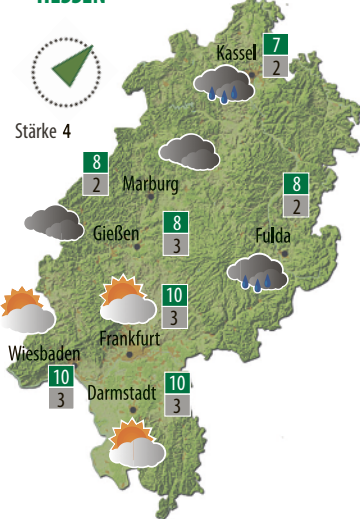 HESSEN
Stärke 4
Kassel
7
2
8
2
Marburg
8
2
Gießen
8
3
Fulda
10
3
Frankfurt
Wiesbaden
10
3
Darmstadt
10
3